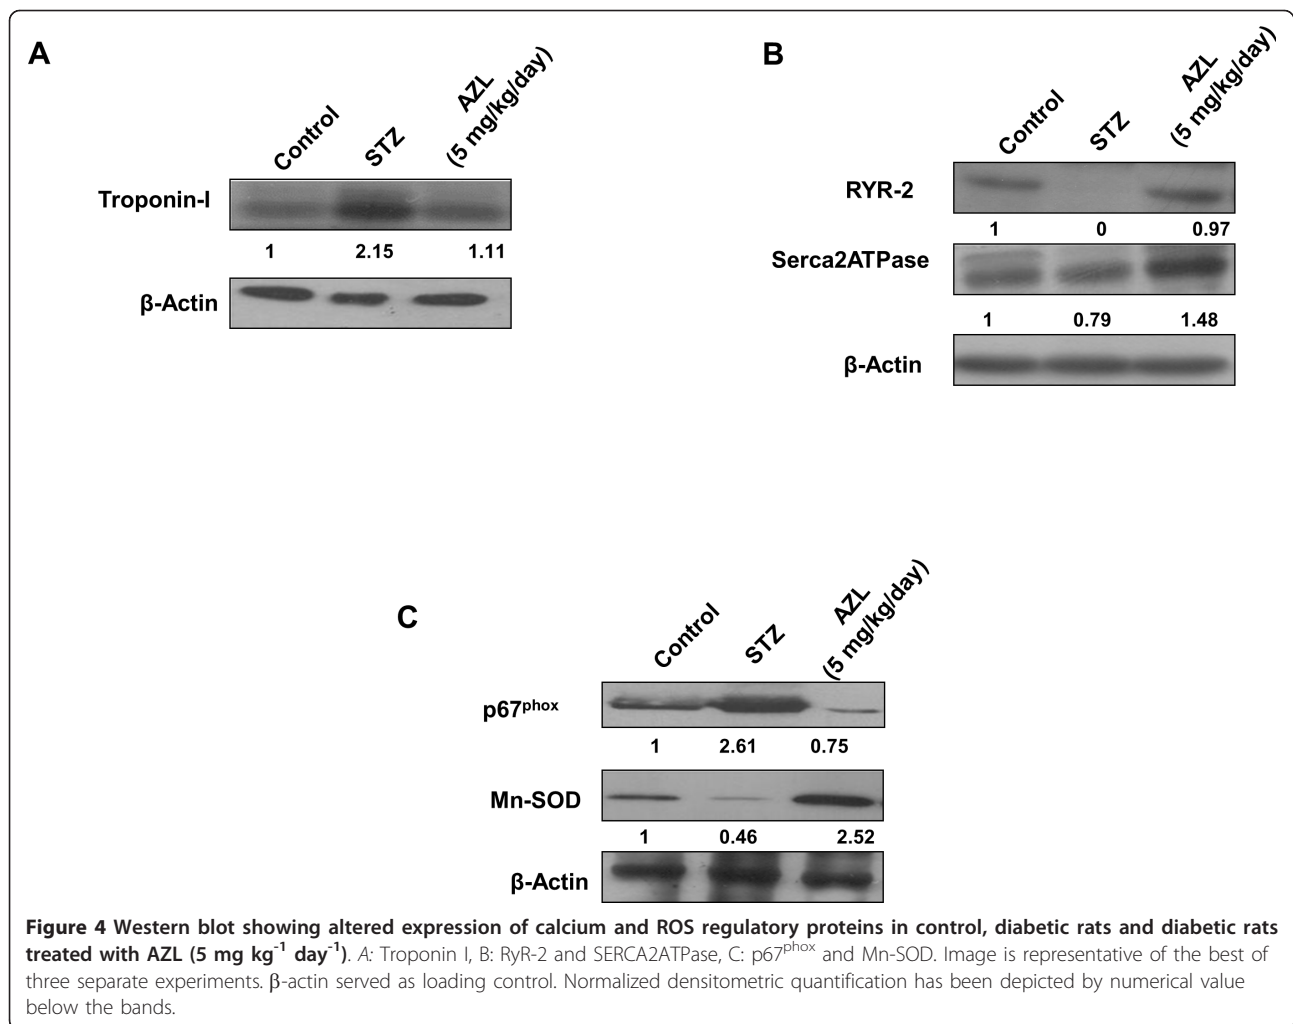 A
Control
STZ
AZL
(5 mg/kg/day)
Troponin-I
1 2.15 1.11
β-Actin
B
Control
STZ
AZL
(5 mg/kg/day)
RYR-2
1 0 0.97
Serca2ATPase
1 0.79 1.48
β-Actin
C
Control
STZ
AZL
(5 mg/kg/day)
p67phox
1 2.61 0.75
Mn-SOD
1 0.46 2.52
β-Actin
Figure 4 Western blot showing altered expression of calcium and ROS regulatory proteins in control, diabetic rats and diabetic rats
treated with AZL (5 mg kg-1 day-1). A: Troponin I, B: RyR-2 and SERCA2ATPase, C: p67phox and Mn-SOD. Image is representative of the best of
three separate experiments. β-actin served as loading control. Normalized densitometric quantification has been depicted by numerical value
below the bands.